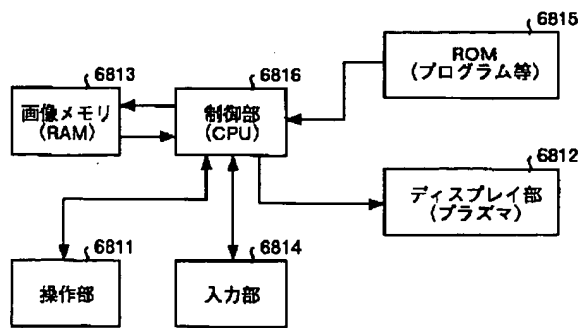 6815
ROM
(プログラム等)
6813
画像メモリ
(RAM)
6816
制御部
(CPU)
6812
ディスプレイ部
(プラズマ)
6811
操作部
6814
入力部